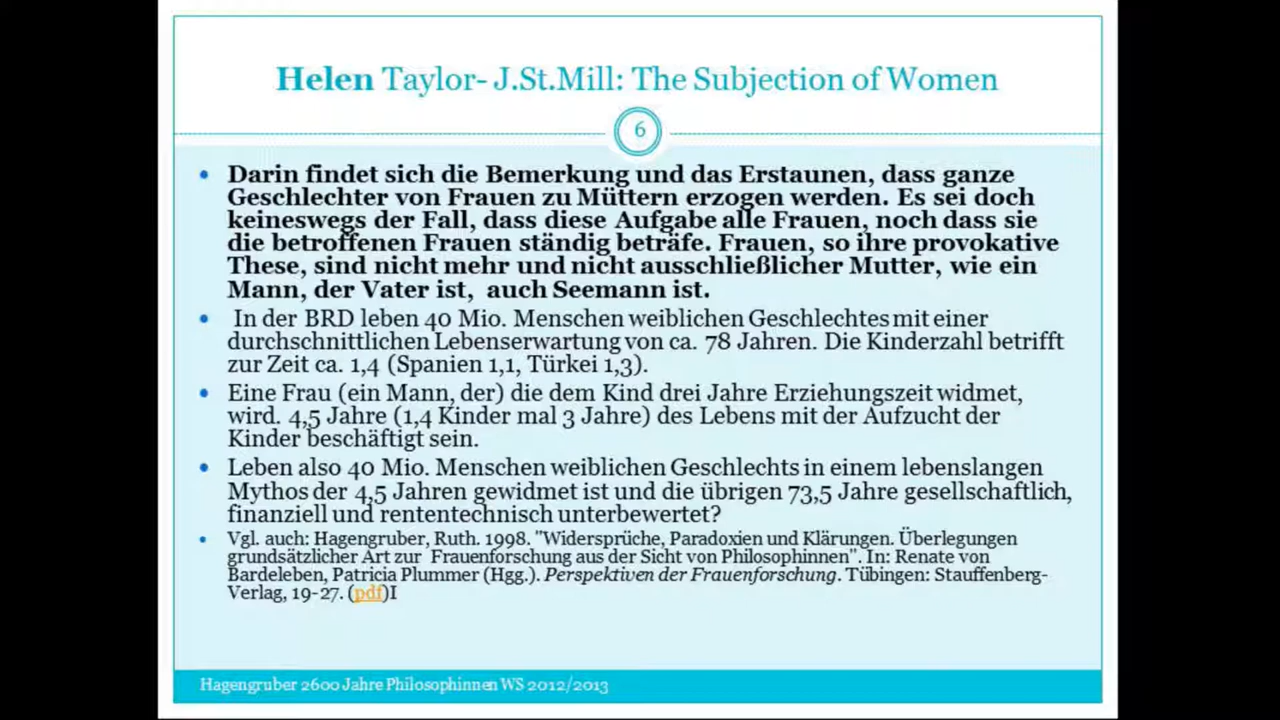 Helen Taylor- J.St.Mill: The Subjection of Women
6
• Darin findet sich die Bemerkung und das Erstaunen, dass ganze
Geschlechter von Frauen zu Müttern erzogen werden. Es sei doch
keineswegs der Fall, dass diese Aufgabe alle Frauen, noch dass sie
die betroffenen Frauen ständig beträfe. Frauen, so ihre provokative
These, sind nicht mehr und nicht ausschließlicher Mutter, wie ein
Mann, der Vater ist, auch Seemann ist.
• In der BRD leben 40 Mio. Menschen weiblichen Geschlechtes mit einer
durchschnittlichen Lebenserwartung von ca. 78 Jahren. Die Kinderzahl betrifft
zur Zeit ca. 1,4 (Spanien 1,1, Türkei 1,3).
• Eine Frau (ein Mann, der) die dem Kind drei Jahre Erziehungszeit widmet,
wird. 4,5 Jahre (1,4 Kinder mal 3 Jahre) des Lebens mit der Aufzucht der
Kinder beschäftigt sein.
• Leben also 40 Mio. Menschen weiblichen Geschlechts in einem lebenslangen
Mythos der 4,5 Jahren gewidmet ist und die übrigen 73,5 Jahre gesellschaftlich,
finanziell und rententechnisch unterbewertet?
• Vgl. auch: Hagengruber, Ruth. 1998. "Widersprüche, Paradoxien und Klärungen. Überlegungen
grundsätzlicher Art zur Frauenforschung aus der Sicht von Philosophinnen". In: Renate von
Bardeleben, Patricia Plummer (Hgg.). Perspektiven der Frauenforschung. Tübingen: Stauffenberg-
Verlag, 19-27. (pdf)I
Hagengruber 2600 Jahre Philosophinnen WS 2012/2013